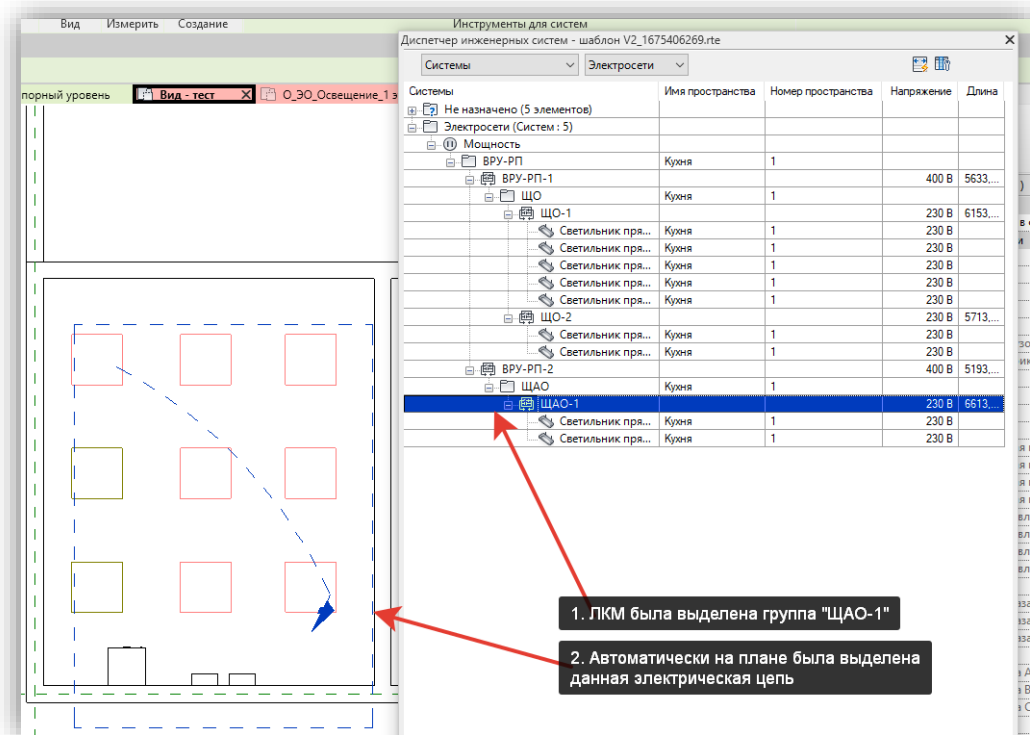 Вид Измерить Создание Инструменты для систем
Диспетчер инженерных систем - шаблон V2_1675406269.rte
Системы Электросети
порный уровень Вид - тест О_ЭО_Освещение_1 э
Системы Имя пространства Номер пространства Напряжение Длина
Не назначено (5 элементов)
Электросети (Систем : 5)
Мощность
ВРУ-РП Кухня 1
ВРУ-РП-1 400 В 5633,...
ЩО Кухня 1
ЩО-1 230 В 6153,...
Светильник пря... Кухня 1 230 В
Светильник пря... Кухня 1 230 В
Светильник пря... Кухня 1 230 В
Светильник пря... Кухня 1 230 В
Светильник пря... Кухня 1 230 В
ЩО-2 230 В 5713,...
Светильник пря... Кухня 1 230 В
Светильник пря... Кухня 1 230 В
ВРУ-РП-2 400 В 5193,...
ЩАО Кухня 1
ЩАО-1 230 В 6613,...
Светильник пря... Кухня 1 230 В
Светильник пря... Кухня 1 230 В
1. ЛКМ была выделена группа "ЩАО-1"
2. Автоматически на плане была выделена
данная электрическая цепь